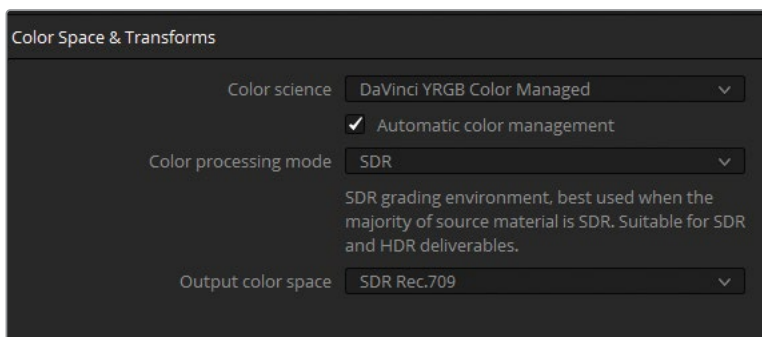 Color Space & Transforms
Color science DaVinci YRGB Color Managed
Automatic color management
Color processing mode SDR
SDR grading environment, best used when the
majority of source material is SDR. Suitable for SDR
and HDR deliverables.
Output color space SDR Rec.709